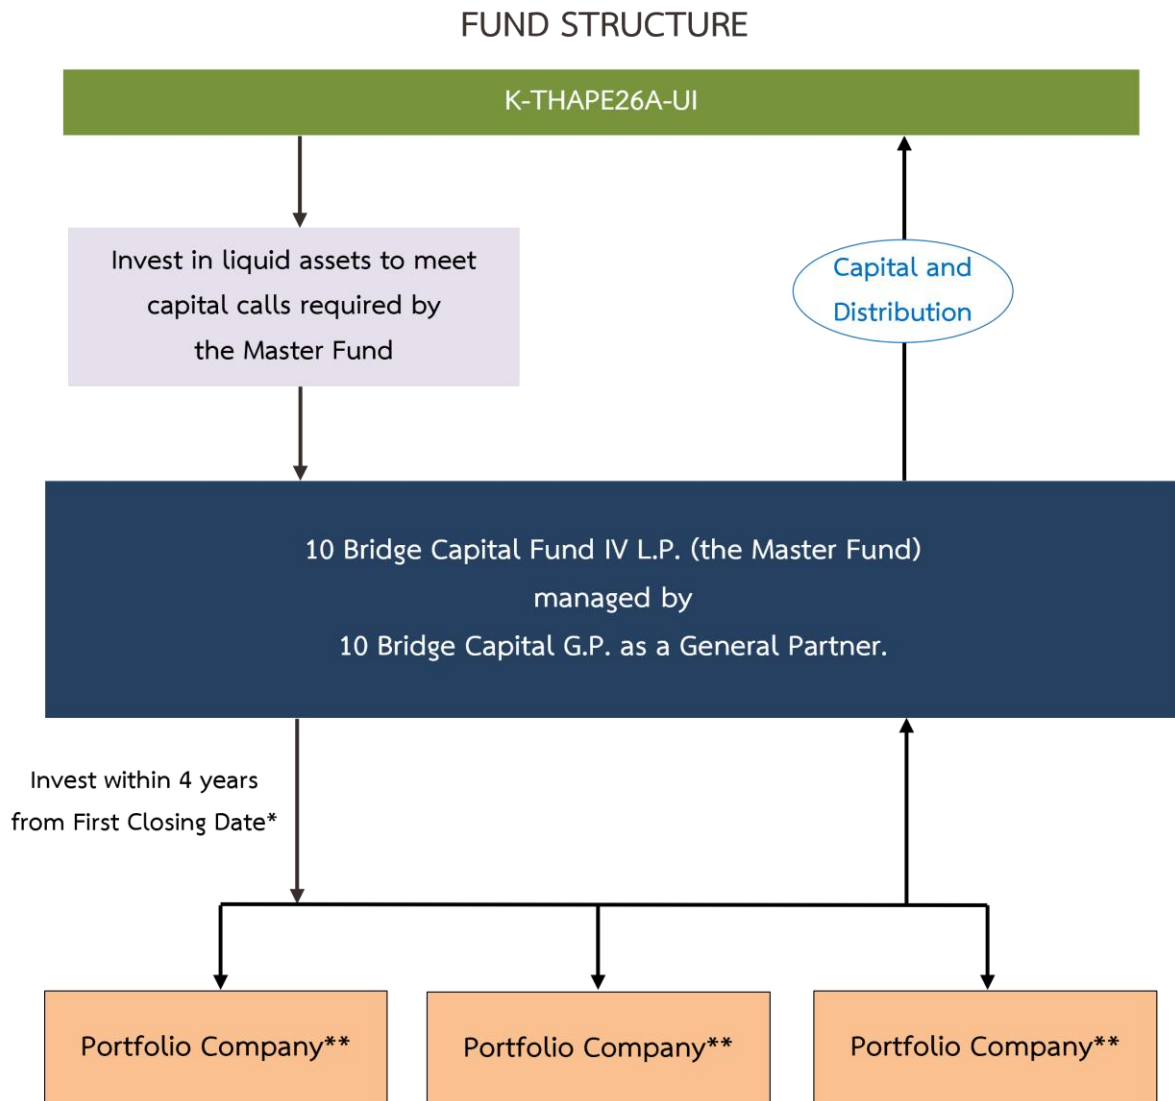 FUND STRUCTURE
K-THAPE26A-UI
Invest in liquid assets to meet
capital calls required by
the Master Fund
Capital and
Distribution
10 Bridge Capital Fund IV L.P. (the Master Fund)
managed by
10 Bridge Capital G.P. as a General Partner.
Invest within 4 years
from First Closing Date*
Portfolio Company**
Portfolio Company**
Portfolio Company**